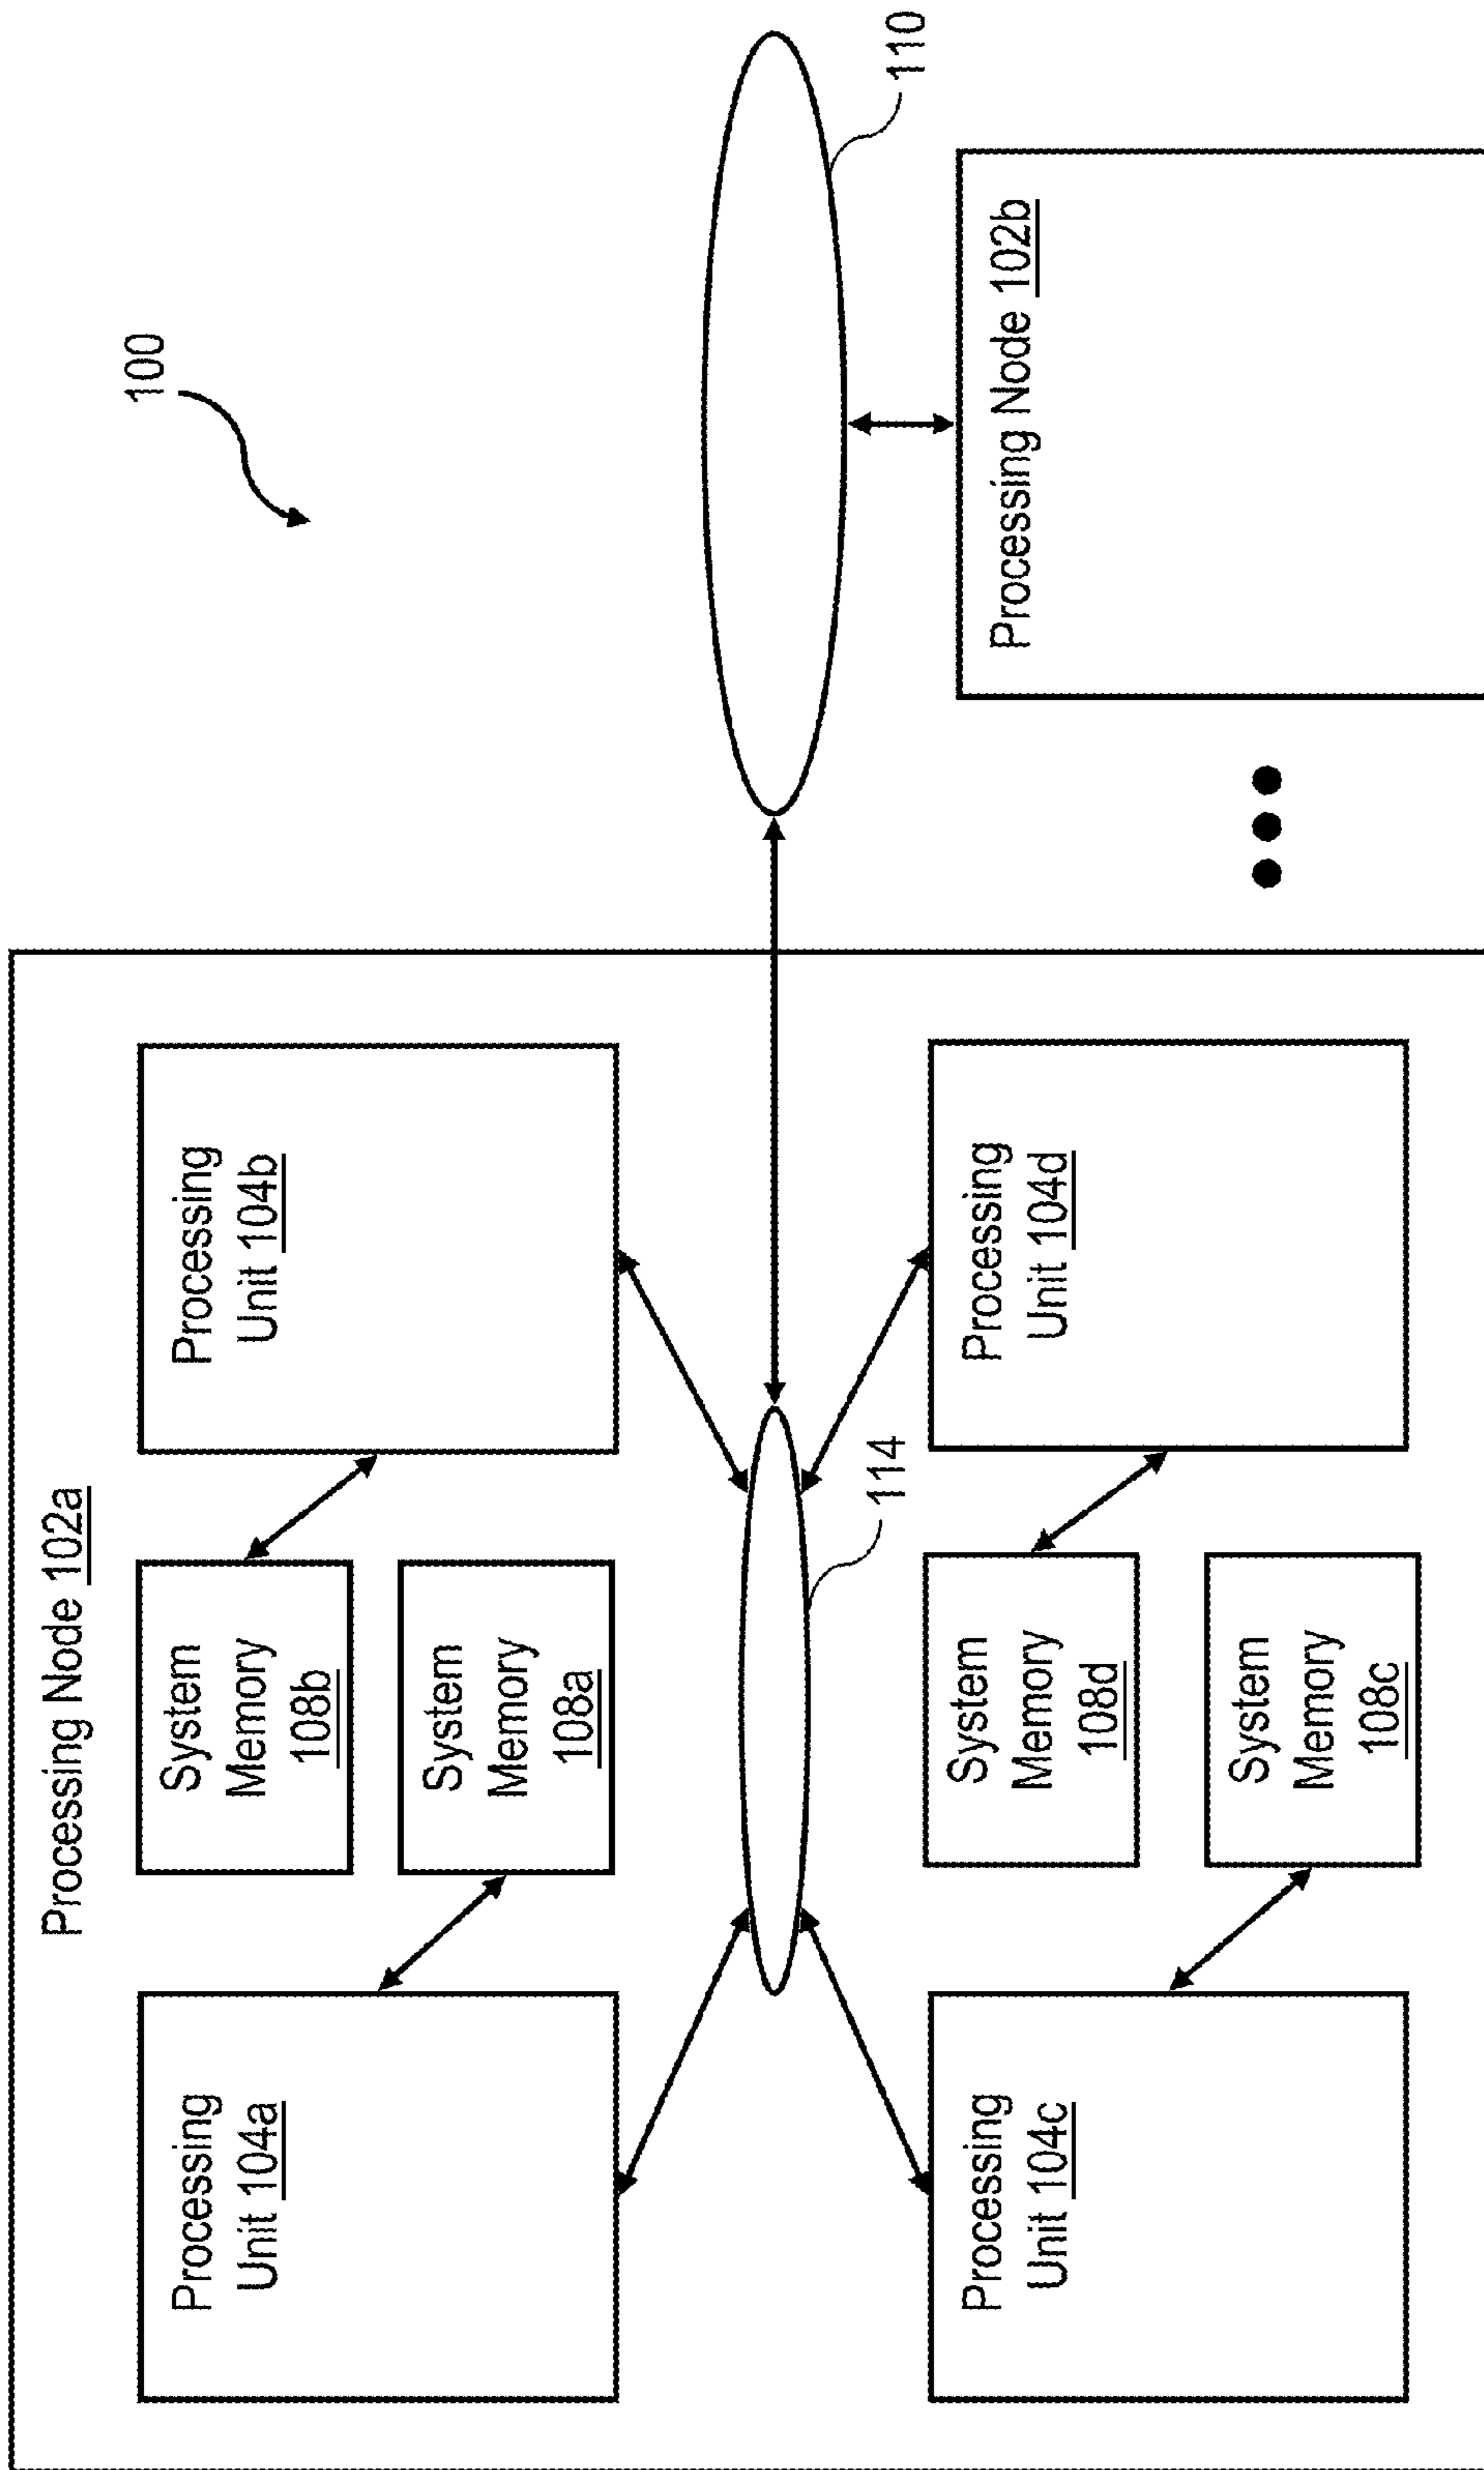 100
Processing Node 102a
Processing
Unit 104a
System
Memory
108b
System
Memory
108a
Processing
Unit 104b
114
110
Processing
Unit 104c
System
Memory
108d
System
Memory
108c
Processing
Unit 104d
Processing Node 102b